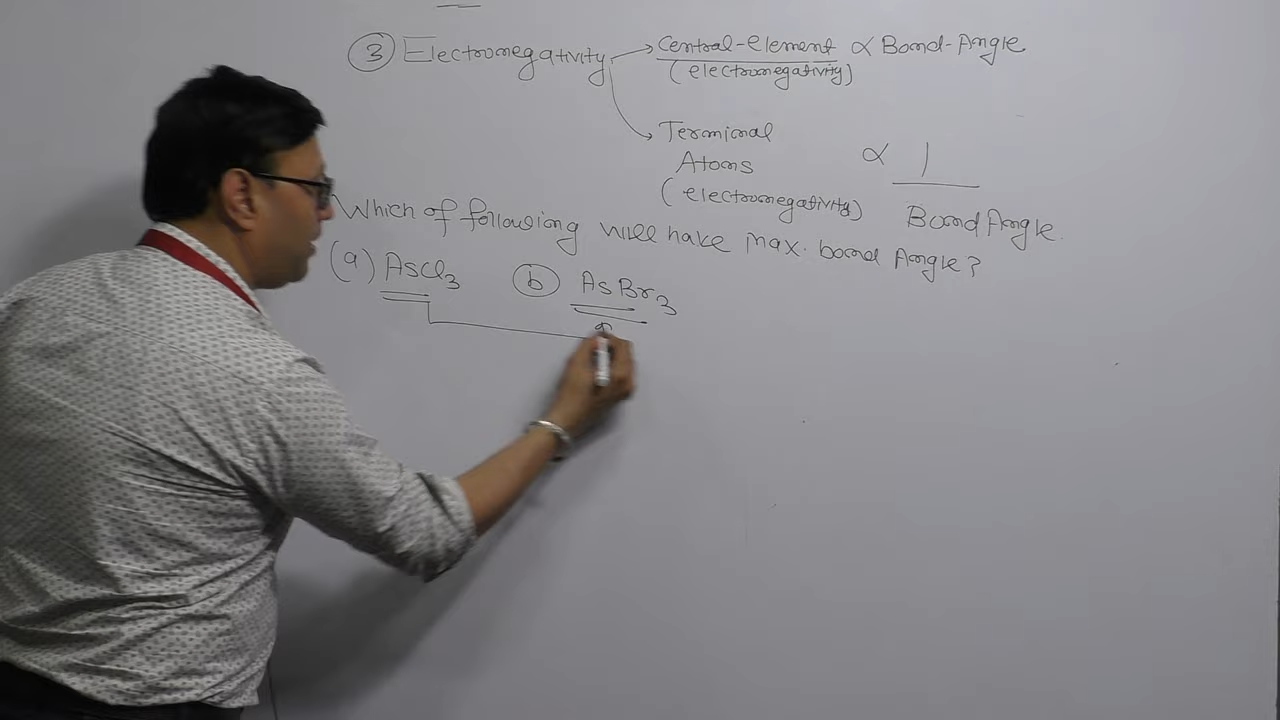 ③ Electronegativity → Central-element ∝ Bond-Angle
(electronegativity)
Terminal
Atoms ∝ 1
(electronegativity) Bond Angle
Which of following will have max. bond Angle?
(a) AsCl3 ⓑ AsBr3